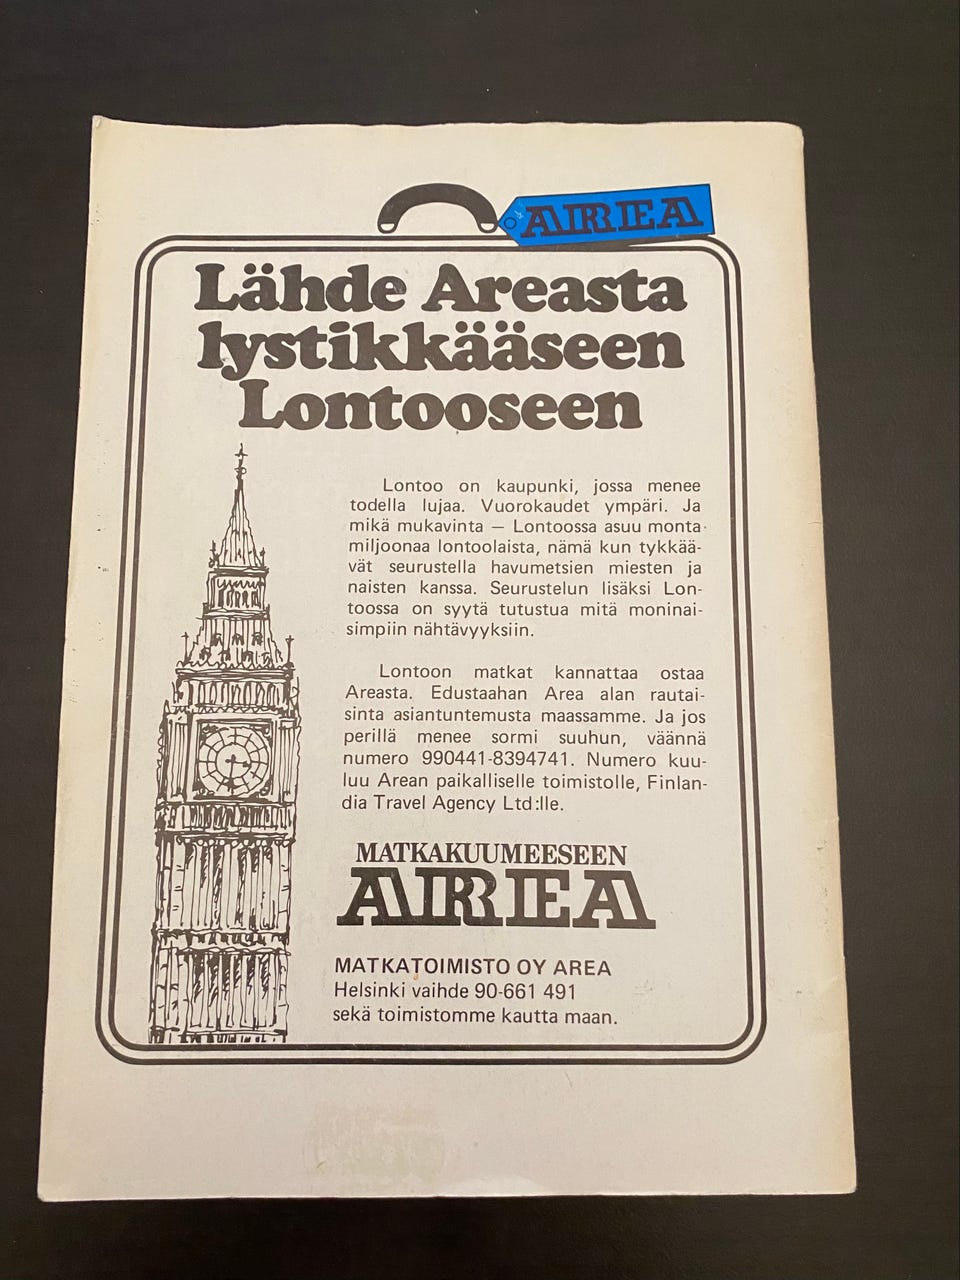 AREA
Lähde Areasta
lystikkääseen
Lontooseen
Lontoo on kaupunki, jossa menee
todella lujaa. Vuorokaudet ympäri. Ja
mikä mukavinta — Lontoossa asuu monta
miljoonaa lontoolaista, nämä kun tykkää-
vät seurustella havumetsien miesten ja
naisten kanssa. Seurustelun lisäksi Lon-
toossa on syytä tutustua mitä moninai-
simpiin nähtävyyksiin.
Lontoon matkat kannattaa ostaa
Areasta. Edustaahan Area alan rautai-
sinta asiantuntemusta maassamme. Ja jos
perillä menee sormi suuhun, väännä
numero 990441-8394741. Numero kuu-
luu Arean paikalliselle toimistolle, Finlan-
dia Travel Agency Ltd:lle.
MATKAKUUMEESEEN
AREA
MATKATOIMISTO OY AREA
Helsinki vaihde 90-661 491
sekä toimistomme kautta maan.